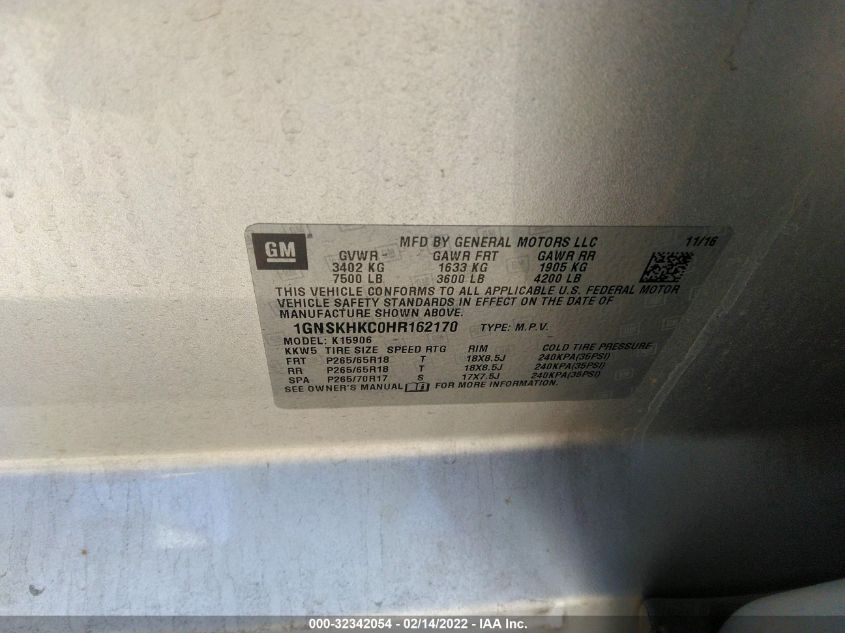 GM
MFD BY GENERAL MOTORS LLC 11/16
GVWR GAWR FRT GAWR RR
3402 KG 1633 KG 1905 KG
7500 LB 3600 LB 4200 LB
THIS VEHICLE CONFORMS TO ALL APPLICABLE U.S. FEDERAL MOTOR
VEHICLE SAFETY STANDARDS IN EFFECT ON THE DATE OF
MANUFACTURE SHOWN ABOVE.
1GNSKHKC0HR162170 TYPE: M.P.V.
MODEL: K15906
KKW5 TIRE SIZE SPEED RTG RIM COLD TIRE PRESSURE
FRT P265/65R18 T 18X8.5J 240KPA(35PSI)
RR P265/65R18 T 18X8.5J 240KPA(35PSI)
SPA P265/70R17 S 17X7.5J 240KPA(35PSI)
SEE OWNER'S MANUAL FOR MORE INFORMATION.
000-32342054 - 02/14/2022 - IAA Inc.